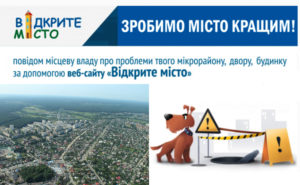 ВІДКРИТЕ
МІСТО
ЗРОБИМО МІСТО КРАЩИМ!
повідом місцеву владу про проблеми твого мікрорайону, двору, будинку
за допомогою веб-сайту «Відкрите місто»